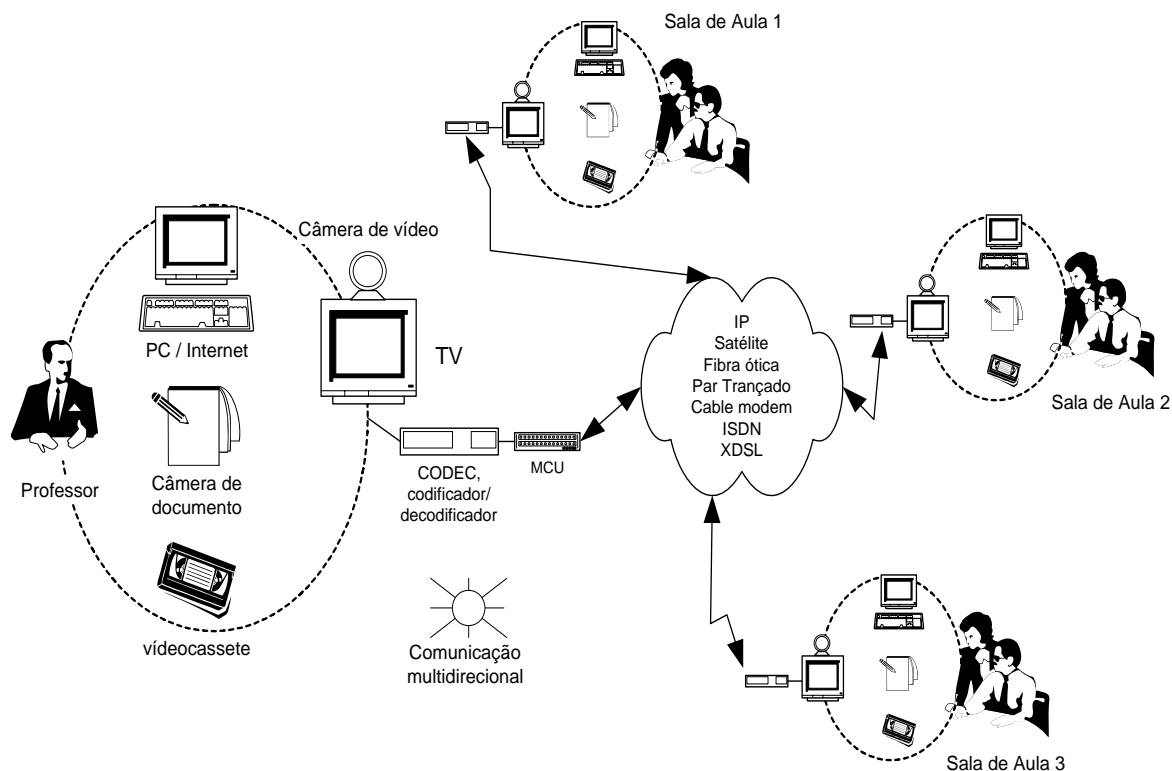 Sala de Aula 1
Câmera de vídeo
PC / Internet
TV
Professor
Câmera de
documento
vídeocassete
CODEC,
codificador/
decodificador
MCU
Comunicação
multidirecional
IP
Satélite
Fibra ótica
Par Trançado
Cable modem
ISDN
XDSL
Sala de Aula 2
Sala de Aula 3